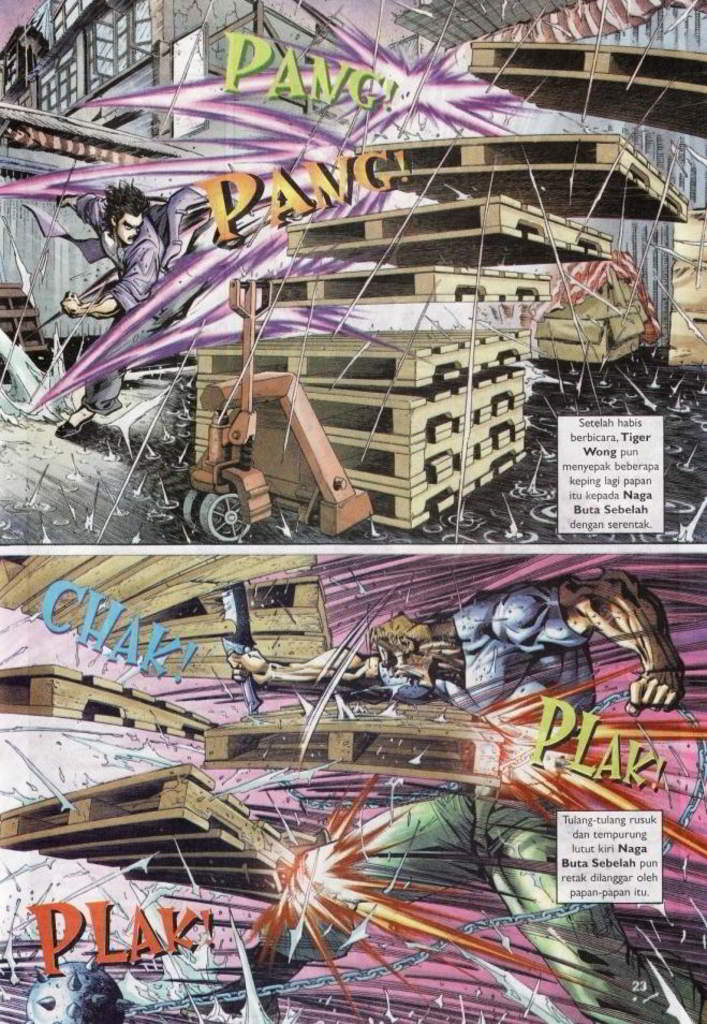 PANG!
PANG!
Setelah habis
berbicara, Tiger
Wong pun
menyepak beberapa
keping lagi papan
itu kepada Naga
Buta Sebelah
dengan serentak.
CHAK!
PLAK!
Tulang-tulang rusuk
dan tempurung
lutut kiri Naga
Buta Sebelah pun
retak dilanggar oleh
papan-papan itu.
PLAK!
23